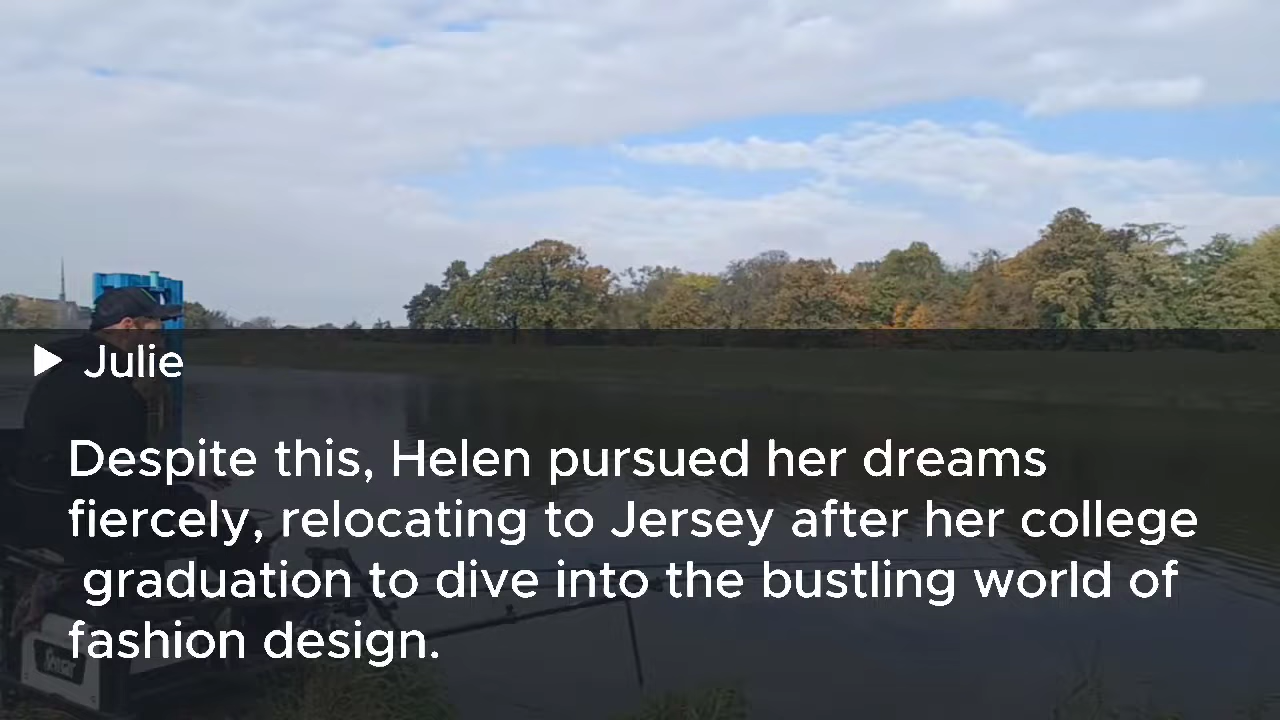 Julie
Despite this, Helen pursued her dreams
fiercely, relocating to Jersey after her college
graduation to dive into the bustling world of
fashion design.